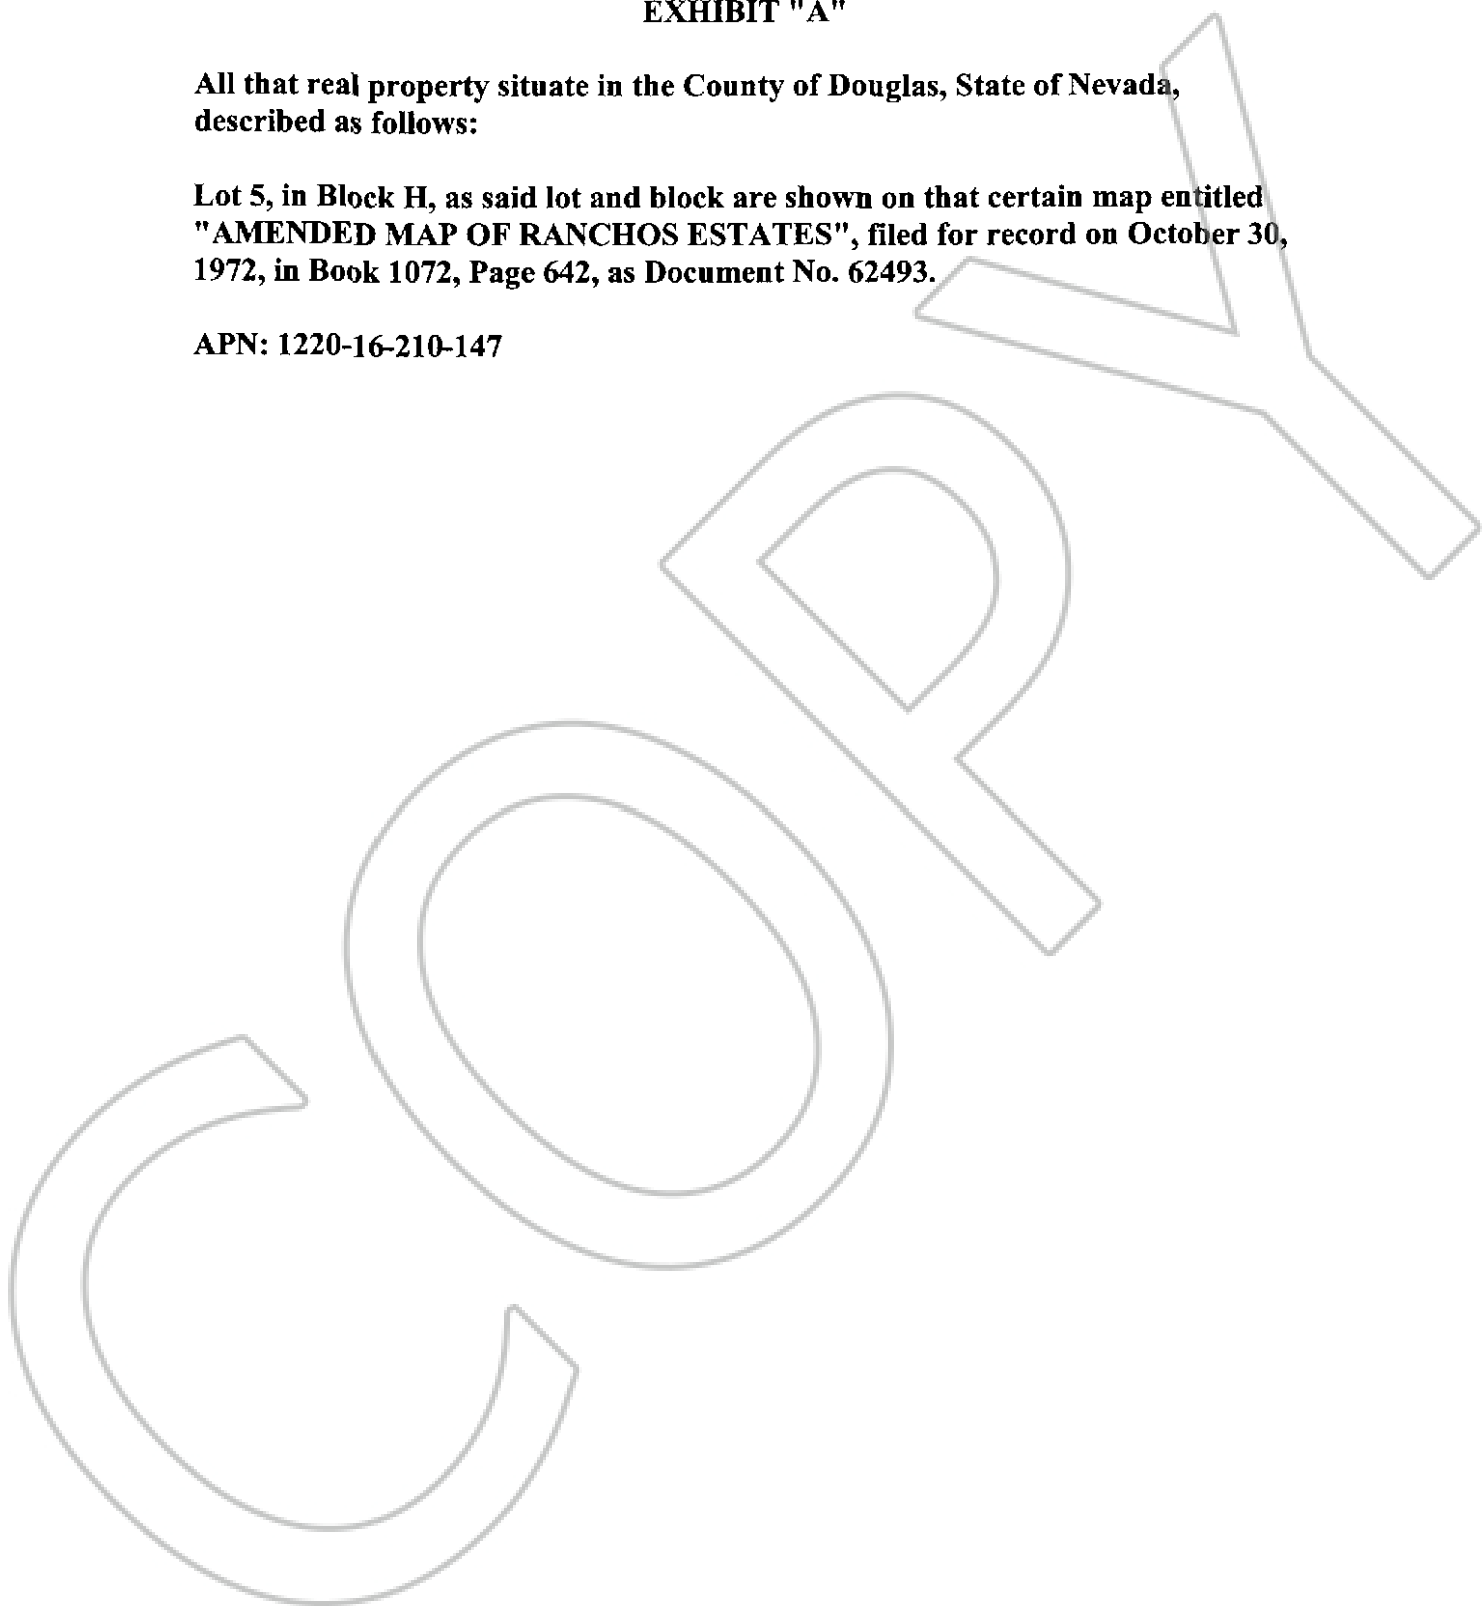 EXHIBIT "A"
All that real property situate in the County of Douglas, State of Nevada,
described as follows:
Lot 5, in Block H, as said lot and block are shown on that certain map entitled
"AMENDED MAP OF RANCHOS ESTATES", filed for record on October 30,
1972, in Book 1072, Page 642, as Document No. 62493.
APN: 1220-16-210-147
COPY